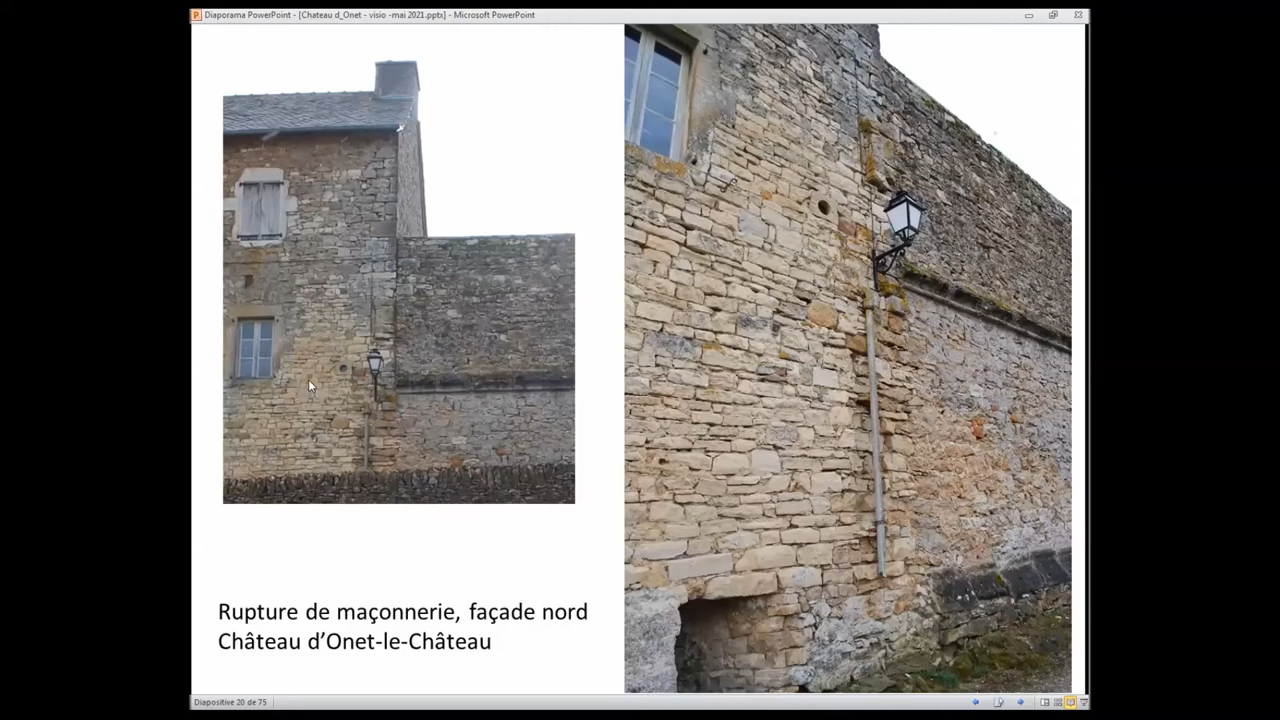 Diaporama PowerPoint - [Chateau d_Onet - visio -mai 2021.pptx] - Microsoft PowerPoint
Rupture de maçonnerie, façade nord
Château d’Onet-le-Château
Diapositive 20 de 75